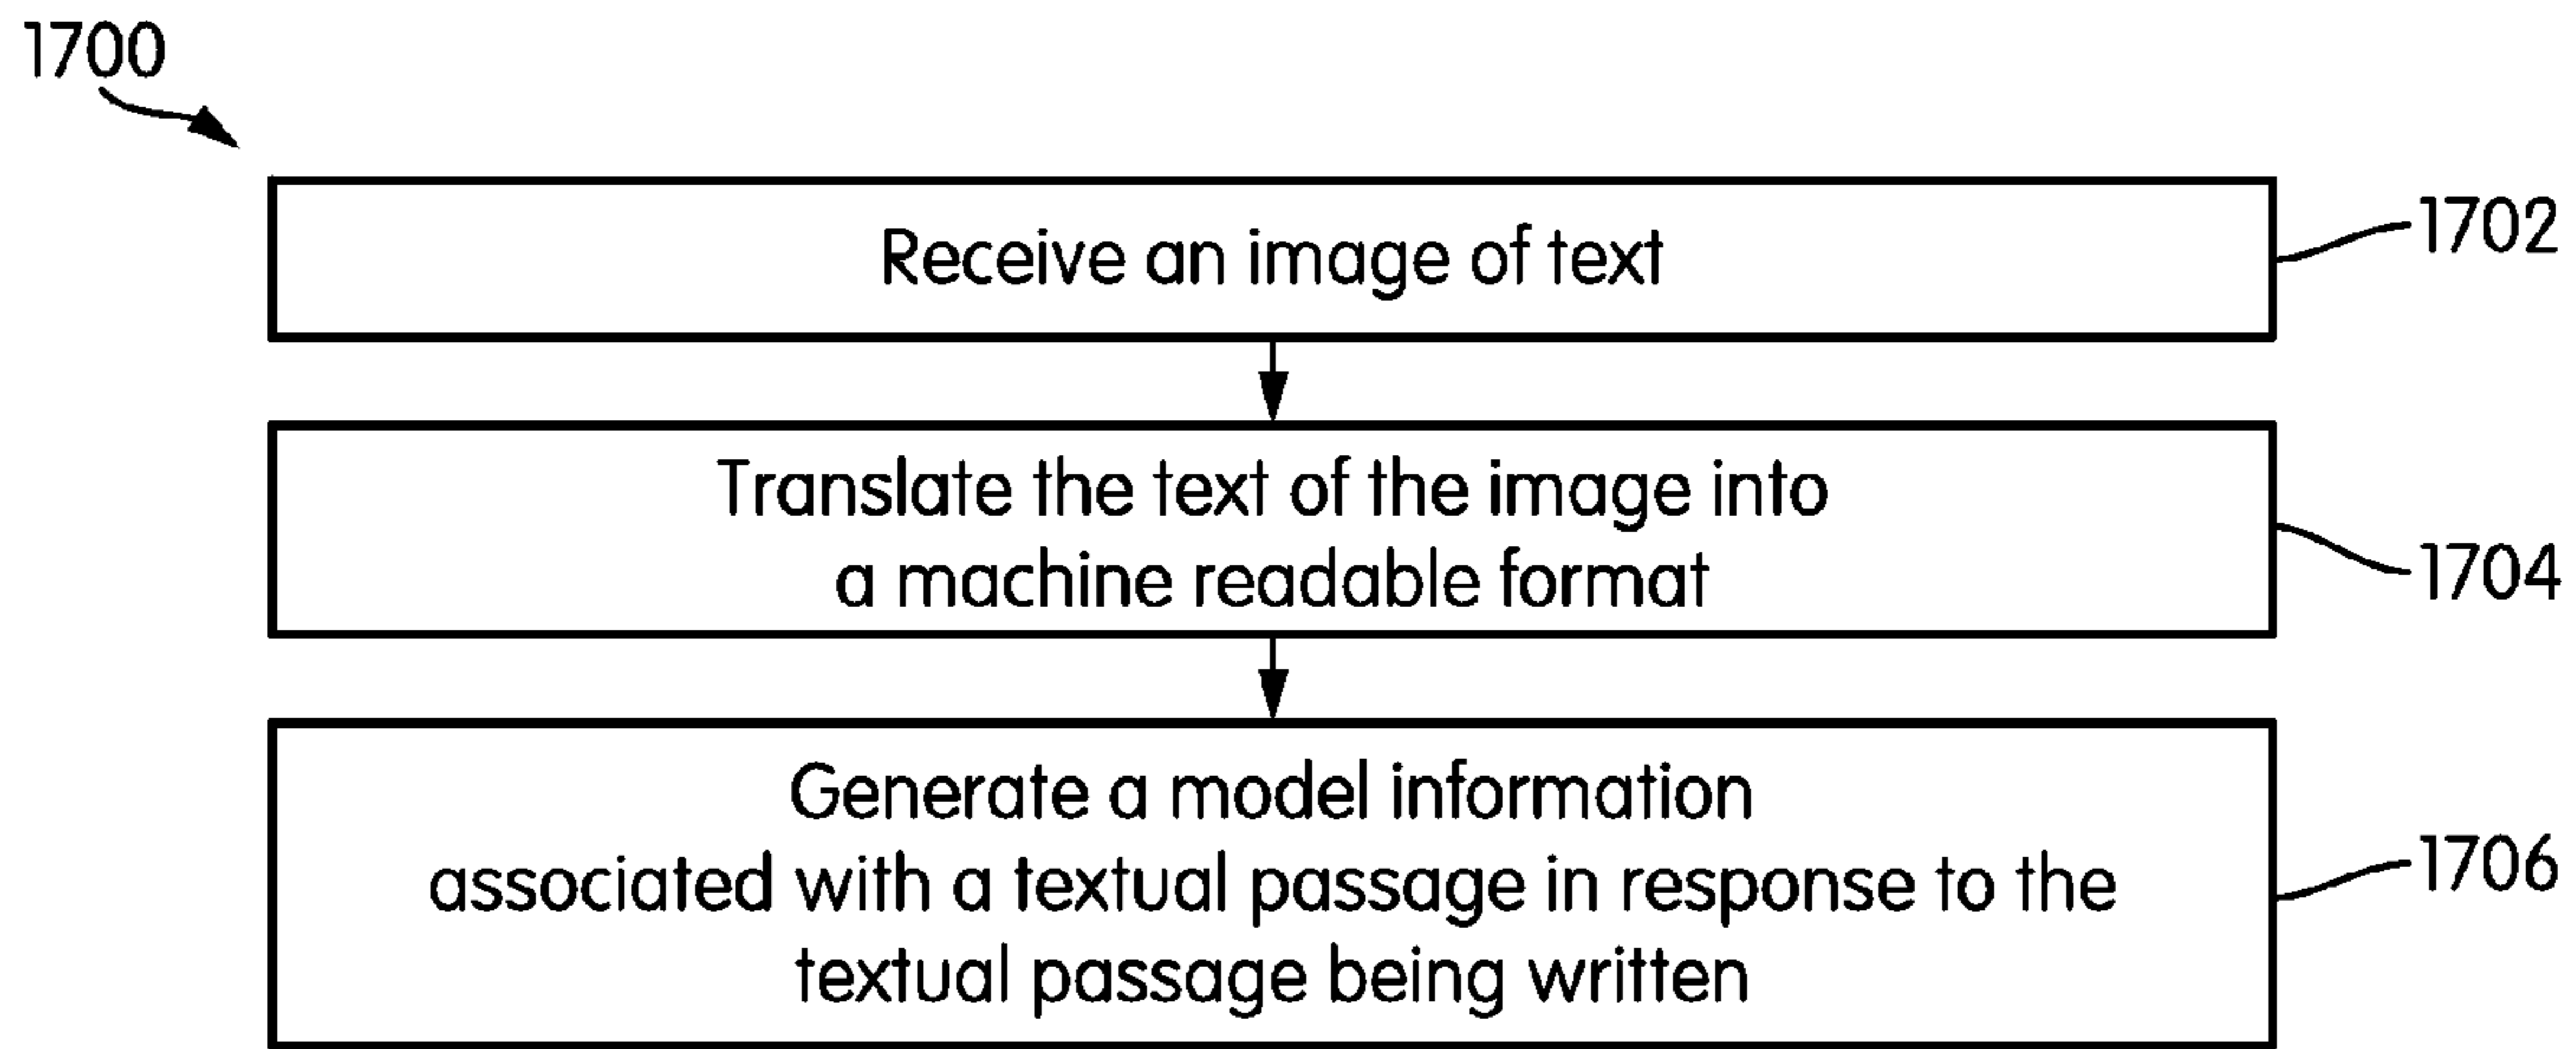 1700
Receive an image of text
1702
Translate the text of the image into
a machine readable format
1704
Generate a model information
associated with a textual passage in response to the
textual passage being written
1706